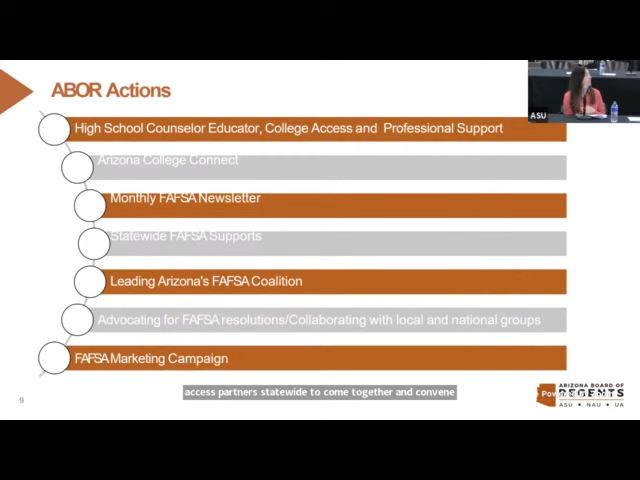 ABOR Actions
ASU
High School Counselor Educator, College Access and Professional Support
Arizona College Connect
Monthly FAFSA Newsletter
Statewide FAFSA Supports
Leading Arizona's FAFSA Coalition
Advocating for FAFSA resolutions/Collaborating with local and national groups
FAFSA Marketing Campaign
access partners statewide to come together and convene
9
ARIZONA BOARD OF
REGENTS
ASU • NAU • UA